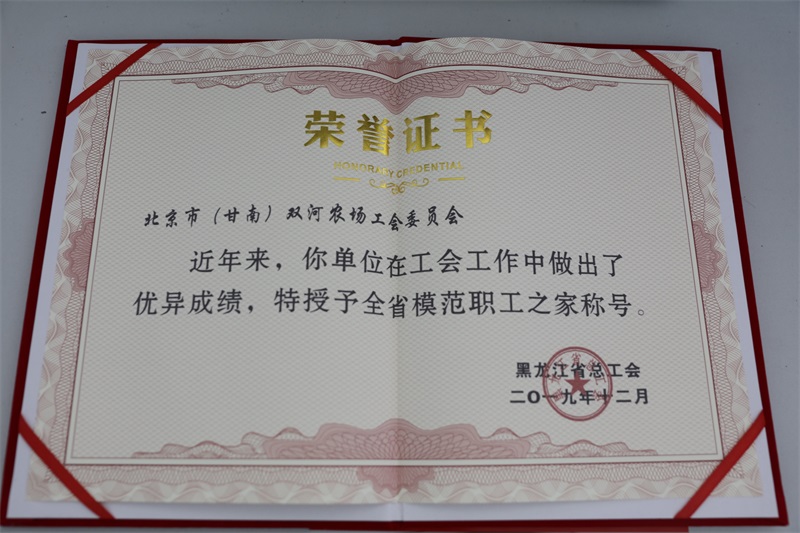 荣誉证书
HONORARY CREDENTIAL
北京市（甘南）双河农场工会委员会
近年来，你单位在工会工作中做出了
优异成绩，特授予全省模范职工之家称号。
黑龙江省总工会
二〇一九年十二月